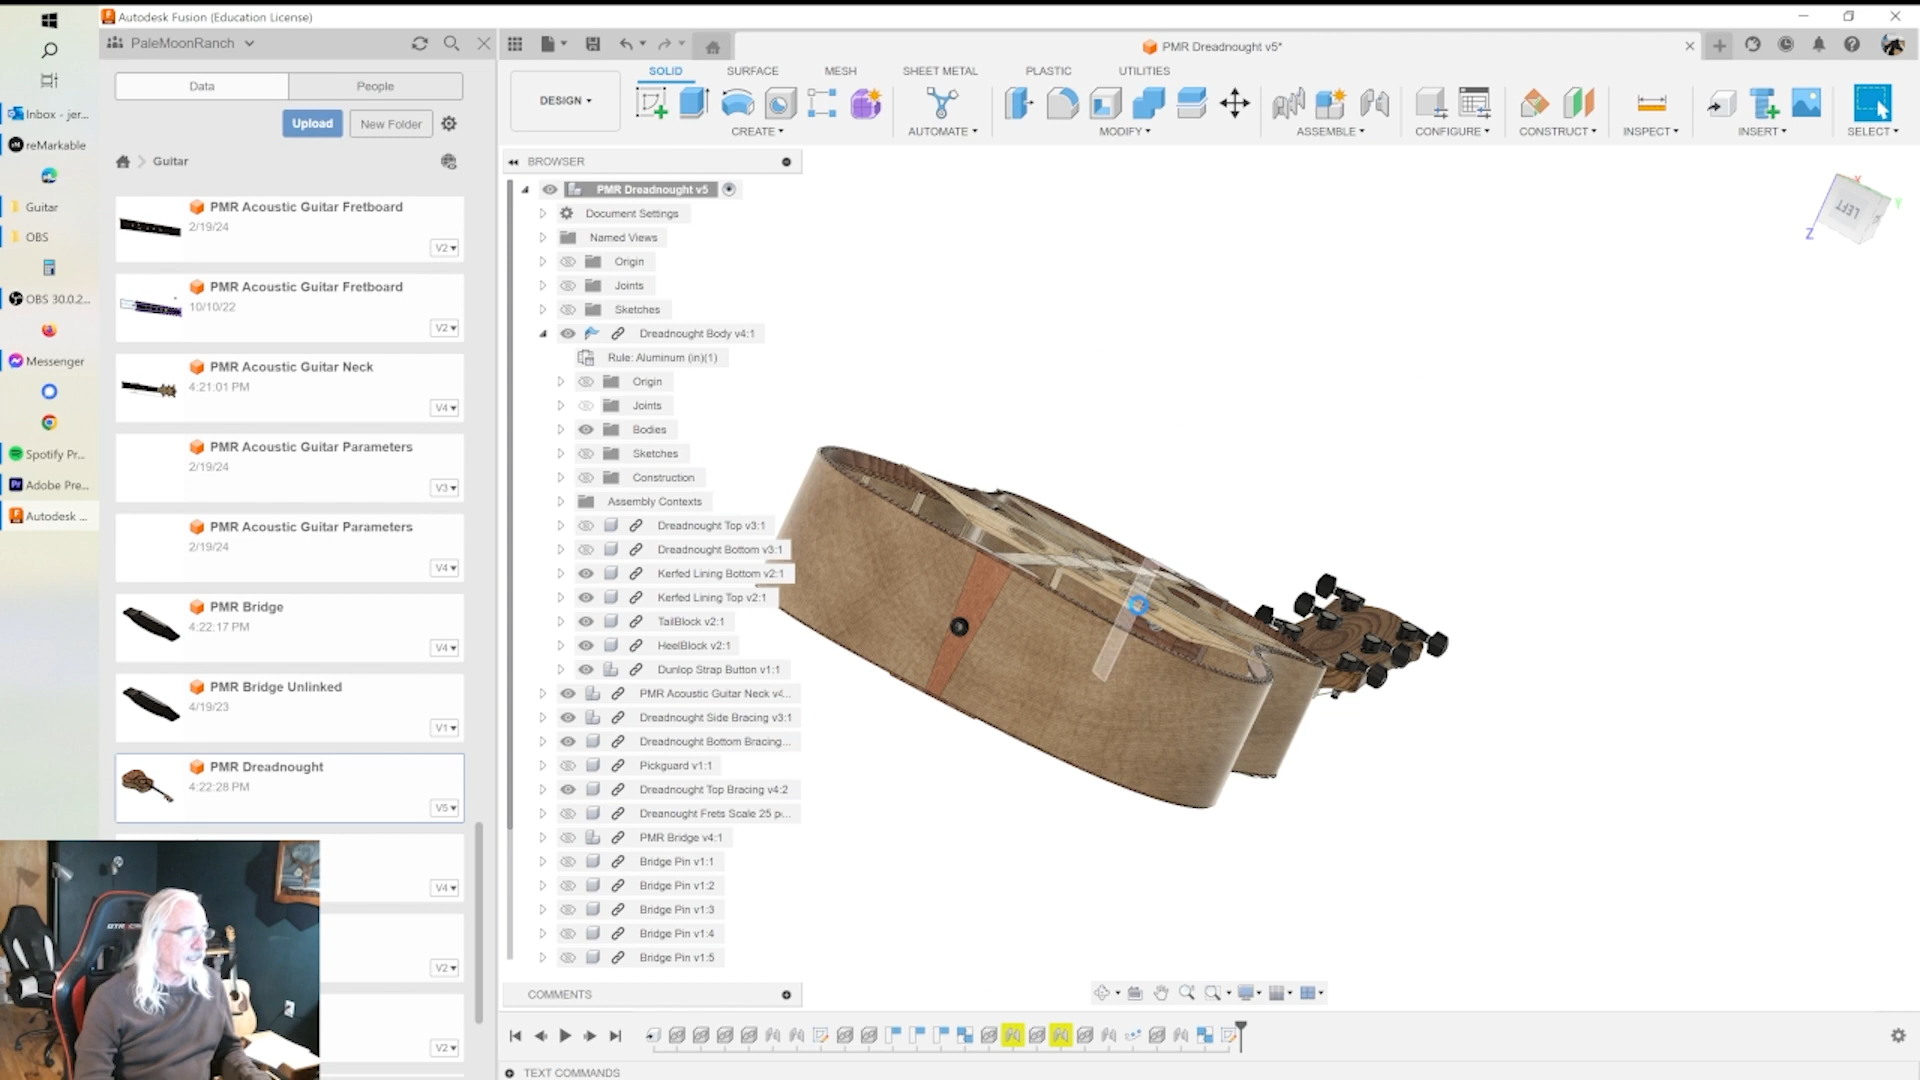 Autodesk Fusion (Education License)
PaleMoonRanch
PMR Dreadnought v5*
Data
People
Upload
New Folder
Guitar
PMR Acoustic Guitar Fretboard
2/19/24
V2
PMR Acoustic Guitar Fretboard
10/10/22
V2
PMR Acoustic Guitar Neck
4:21:01 PM
V4
PMR Acoustic Guitar Parameters
2/19/24
V3
PMR Acoustic Guitar Parameters
2/19/24
V4
PMR Bridge
4:22:17 PM
V4
PMR Bridge Unlinked
4/19/23
V1
PMR Dreadnought
4:22:28 PM
V5
V4
V2
V2
Inbox - jer...
reMarkable
Guitar
OBS
OBS 30.0.2...
Messenger
Spotify Pr...
Adobe Pre...
Autodesk ...
DESIGN
SOLID
SURFACE
MESH
SHEET METAL
PLASTIC
UTILITIES
CREATE
AUTOMATE
MODIFY
ASSEMBLE
CONFIGURE
CONSTRUCT
INSPECT
INSERT
SELECT
BROWSER
PMR Dreadnought v5
Document Settings
Named Views
Origin
Joints
Sketches
Dreadnought Body v4:1
Rule: Aluminum (in)(1)
Origin
Joints
Bodies
Sketches
Construction
Assembly Contexts
Dreadnought Top v3:1
Dreadnought Bottom v3:1
Kerfed Lining Bottom v2:1
Kerfed Lining Top v2:1
TailBlock v2:1
HeelBlock v2:1
Dunlop Strap Button v1:1
PMR Acoustic Guitar Neck v4...
Dreadnought Side Bracing v3:1
Dreadnought Bottom Bracing...
Pickguard v1:1
Dreadnought Top Bracing v4:2
Dreanought Frets Scale 25 p...
PMR Bridge v4:1
Bridge Pin v1:1
Bridge Pin v1:2
Bridge Pin v1:3
Bridge Pin v1:4
Bridge Pin v1:5
COMMENTS
TEXT COMMANDS
LEFT
X
Y
Z